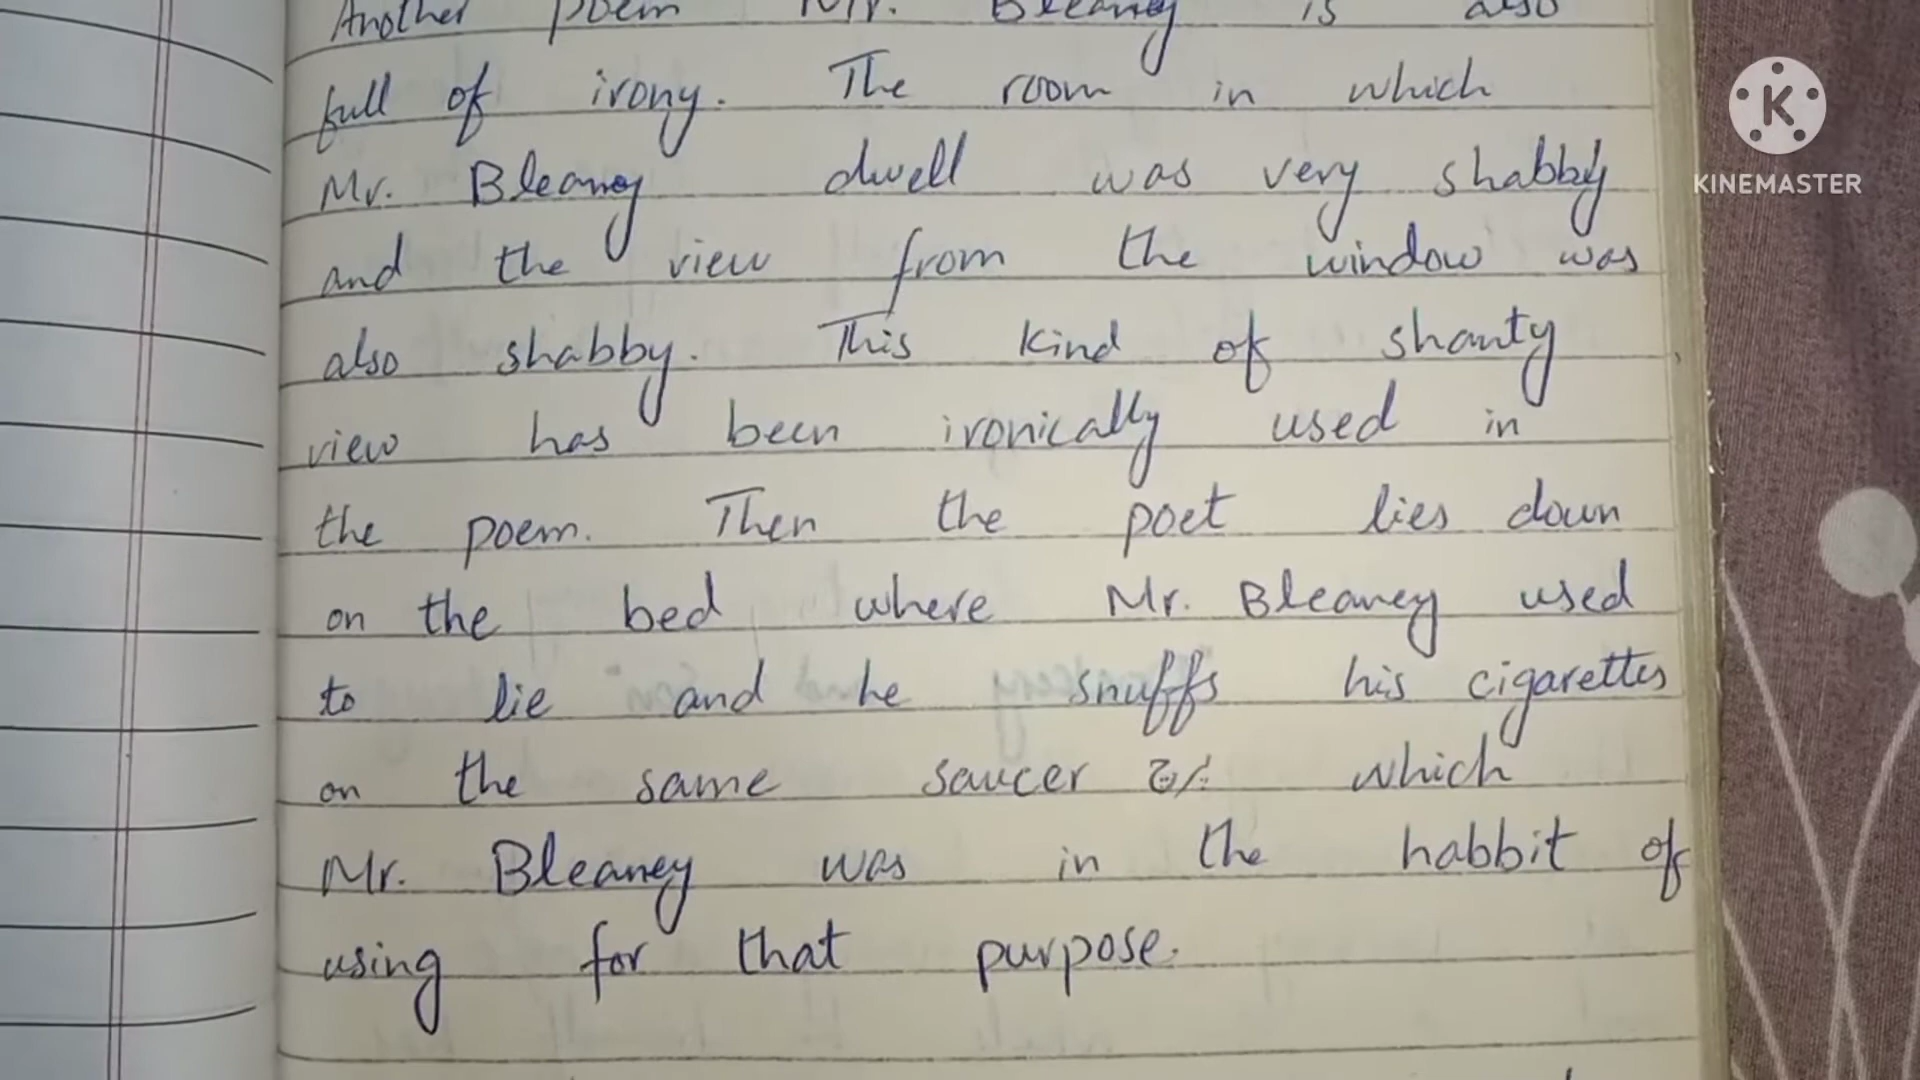 Another poem Mr. Bleaney is also
full of irony. The room in which
Mr. Bleaney dwell was very shabby
and the view from the window was
also shabby. This kind of shanty
view has been ironically used in
the poem. Then the poet lies down
on the bed where Mr. Bleaney used
to lie and he snuffs his cigarettes
on the same saucer which
Mr. Bleaney was in the habbit of
using for that purpose.
KINEMASTER